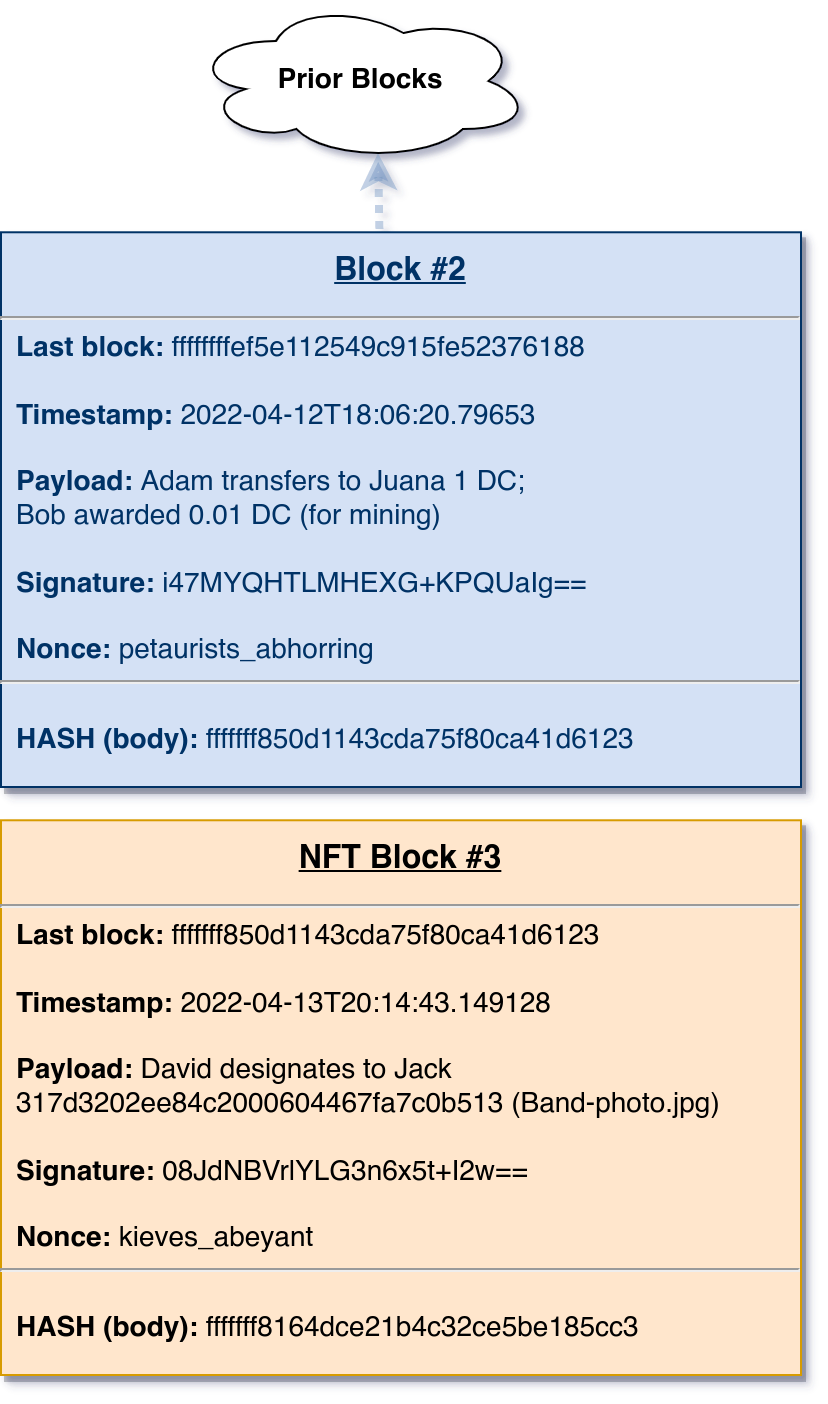 Prior Blocks
Block #2
Last block: ffffffffef5e112549c915fe52376188
Timestamp: 2022-04-12T18:06:20.79653
Payload: Adam transfers to Juana 1 DC;
Bob awarded 0.01 DC (for mining)
Signature: i47MYQHTLMHEXG+KPQUaIg==
Nonce: petaurists_abhorring
HASH (body): fffffff850d1143cda75f80ca41d6123
NFT Block #3
Last block: fffffff850d1143cda75f80ca41d6123
Timestamp: 2022-04-13T20:14:43.149128
Payload: David designates to Jack
317d3202ee84c2000604467fa7c0b513 (Band-photo.jpg)
Signature: 08JdNBVrlYLG3n6x5t+I2w==
Nonce: kieves_abeyant
HASH (body): fffffff8164dce21b4c32ce5be185cc3